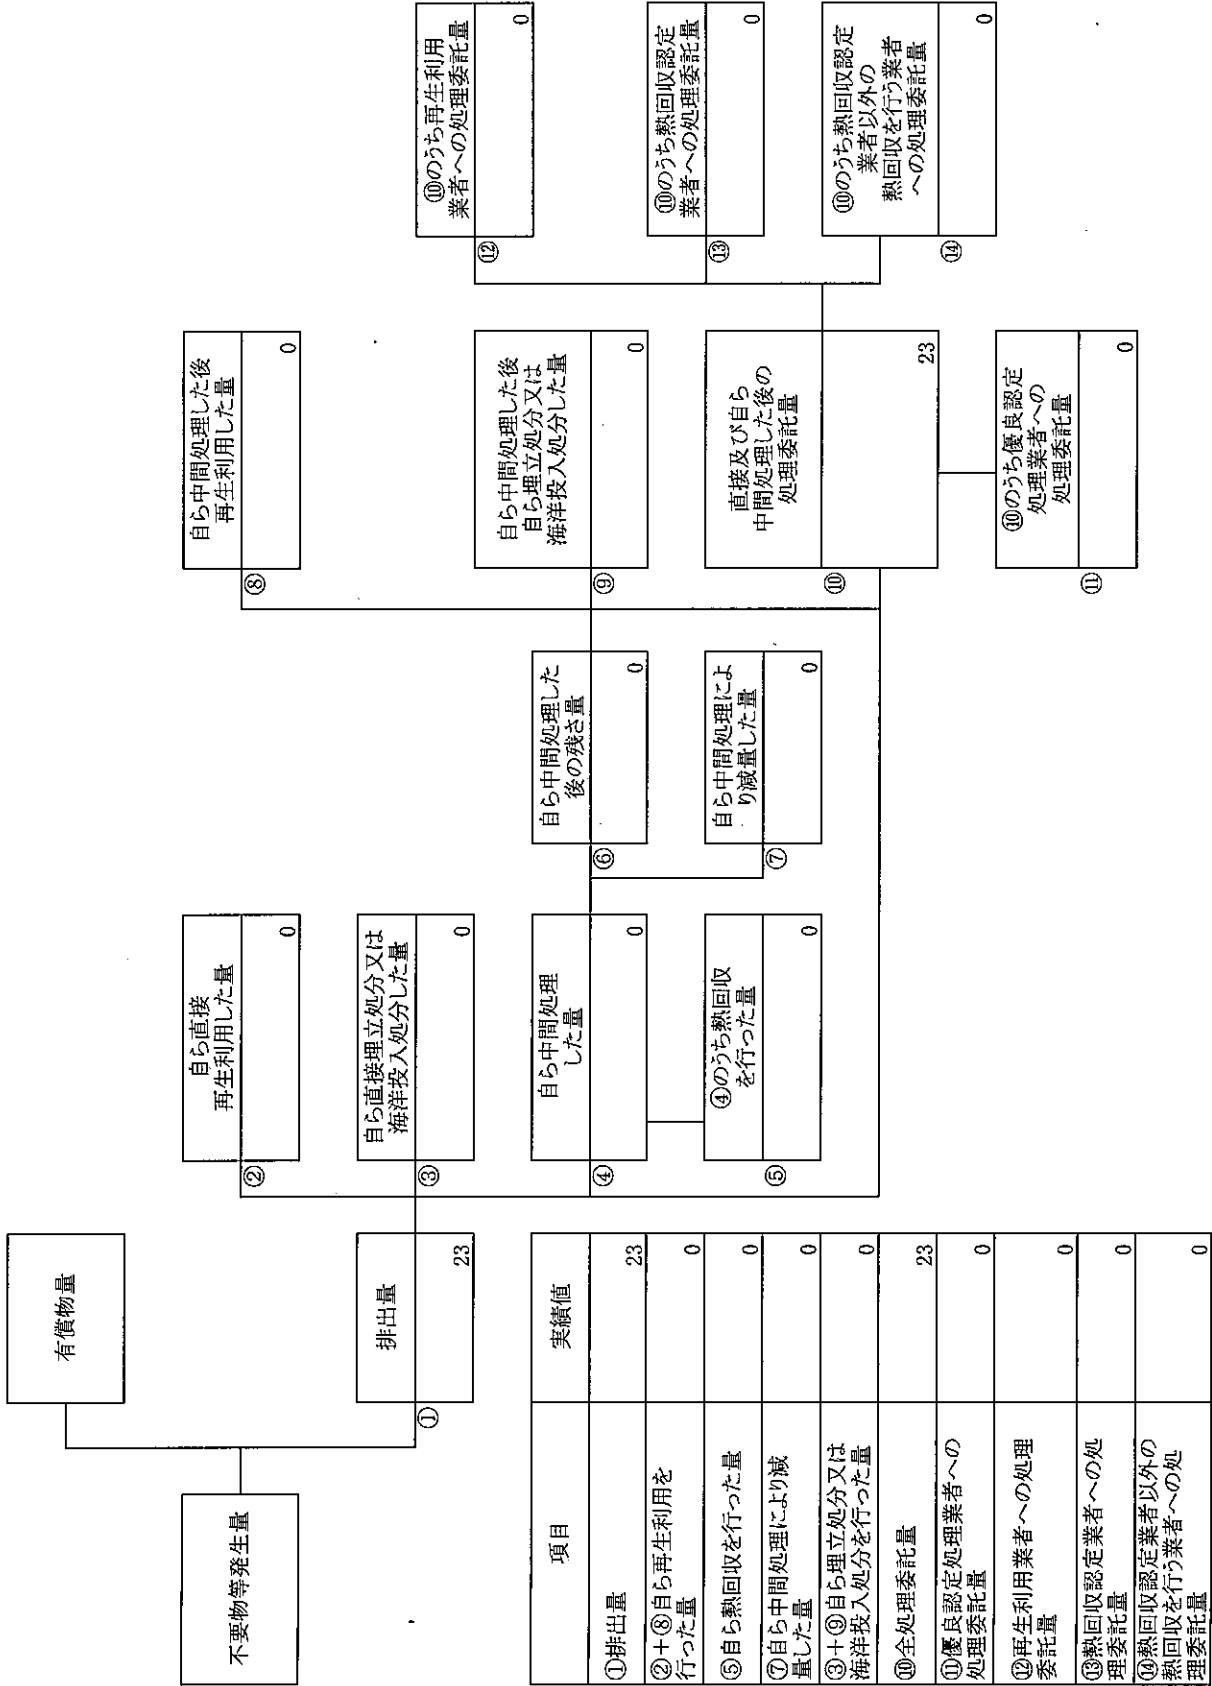 不要物等発生量
有償物量
①
排出量
23
②
自ら直接
再生利用した量
0
③
自ら直接埋立処分又は
海洋投入処分した量
0
④
自ら中間処理
した量
0
⑤
④のうち熱回収
を行った量
0
⑥
自ら中間処理した
後の残さ量
0
⑦
自ら中間処理によ
り減量した量
0
⑧
自ら中間処理した後
再生利用した量
0
⑨
自ら中間処理した後
自ら埋立処分又は
海洋投入処分した量
0
⑩
直接及び自ら
中間処理した後の
処理委託量
23
⑪
⑩のうち優良認定
処理業者への
処理委託量
0
⑫
⑩のうち再生利用
業者への処理委託量
0
⑬
⑩のうち熱回収認定
業者への処理委託量
0
⑭
⑩のうち熱回収認定
業者以外の
熱回収を行う業者
への処理委託量
0
項目 実績値
①排出量 23
②+⑧自ら再生利用を
行った量 0
⑤自ら熱回収を行った量 0
⑦自ら中間処理により減
量した量 0
③+⑨自ら埋立処分又は
海洋投入処分を行った量 0
⑩全処理委託量 23
⑪優良認定処理業者への
処理委託量 0
⑫再生利用業者への処理
委託量 0
⑬熱回収認定業者への処
理委託量 0
⑭熱回収認定業者以外の
熱回収を行う業者への処
理委託量 0